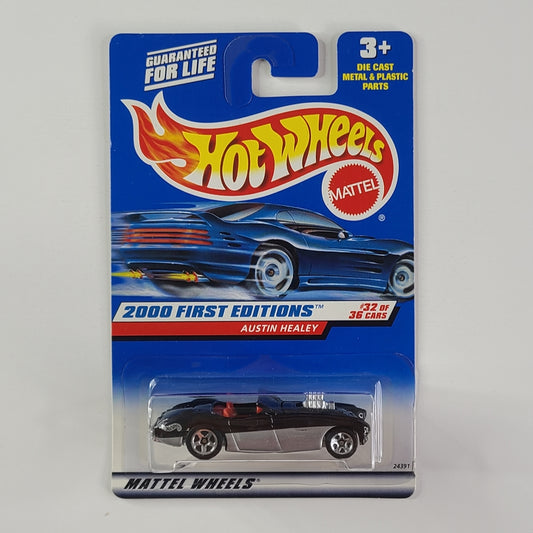 GUARANTEED
FOR LIFE
3+
DIE CAST
METAL & PLASTIC
PARTS
HOT WHEELS
MATTEL
®
2000 FIRST EDITIONS™
#32 OF
36 CARS
AUSTIN HEALEY
24391
MATTEL WHEELS®